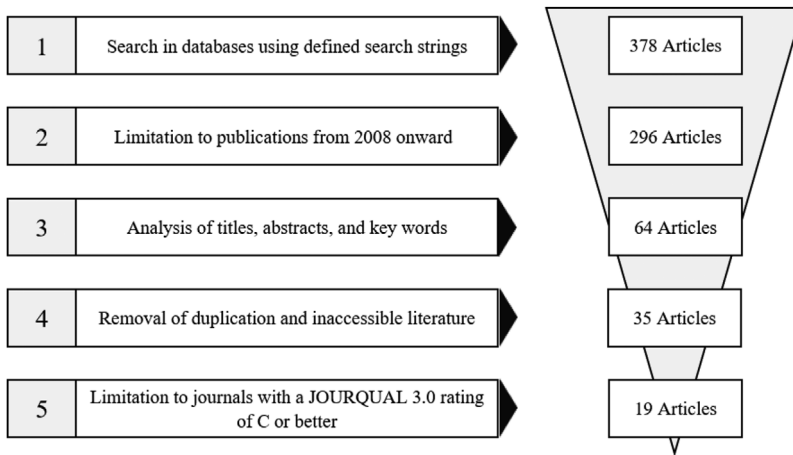 1
Search in databases using defined search strings
378 Articles
2
Limitation to publications from 2008 onward
296 Articles
3
Analysis of titles, abstracts, and key words
64 Articles
4
Removal of duplication and inaccessible literature
35 Articles
5
Limitation to journals with a JOURQUAL 3.0 rating
of C or better
19 Articles